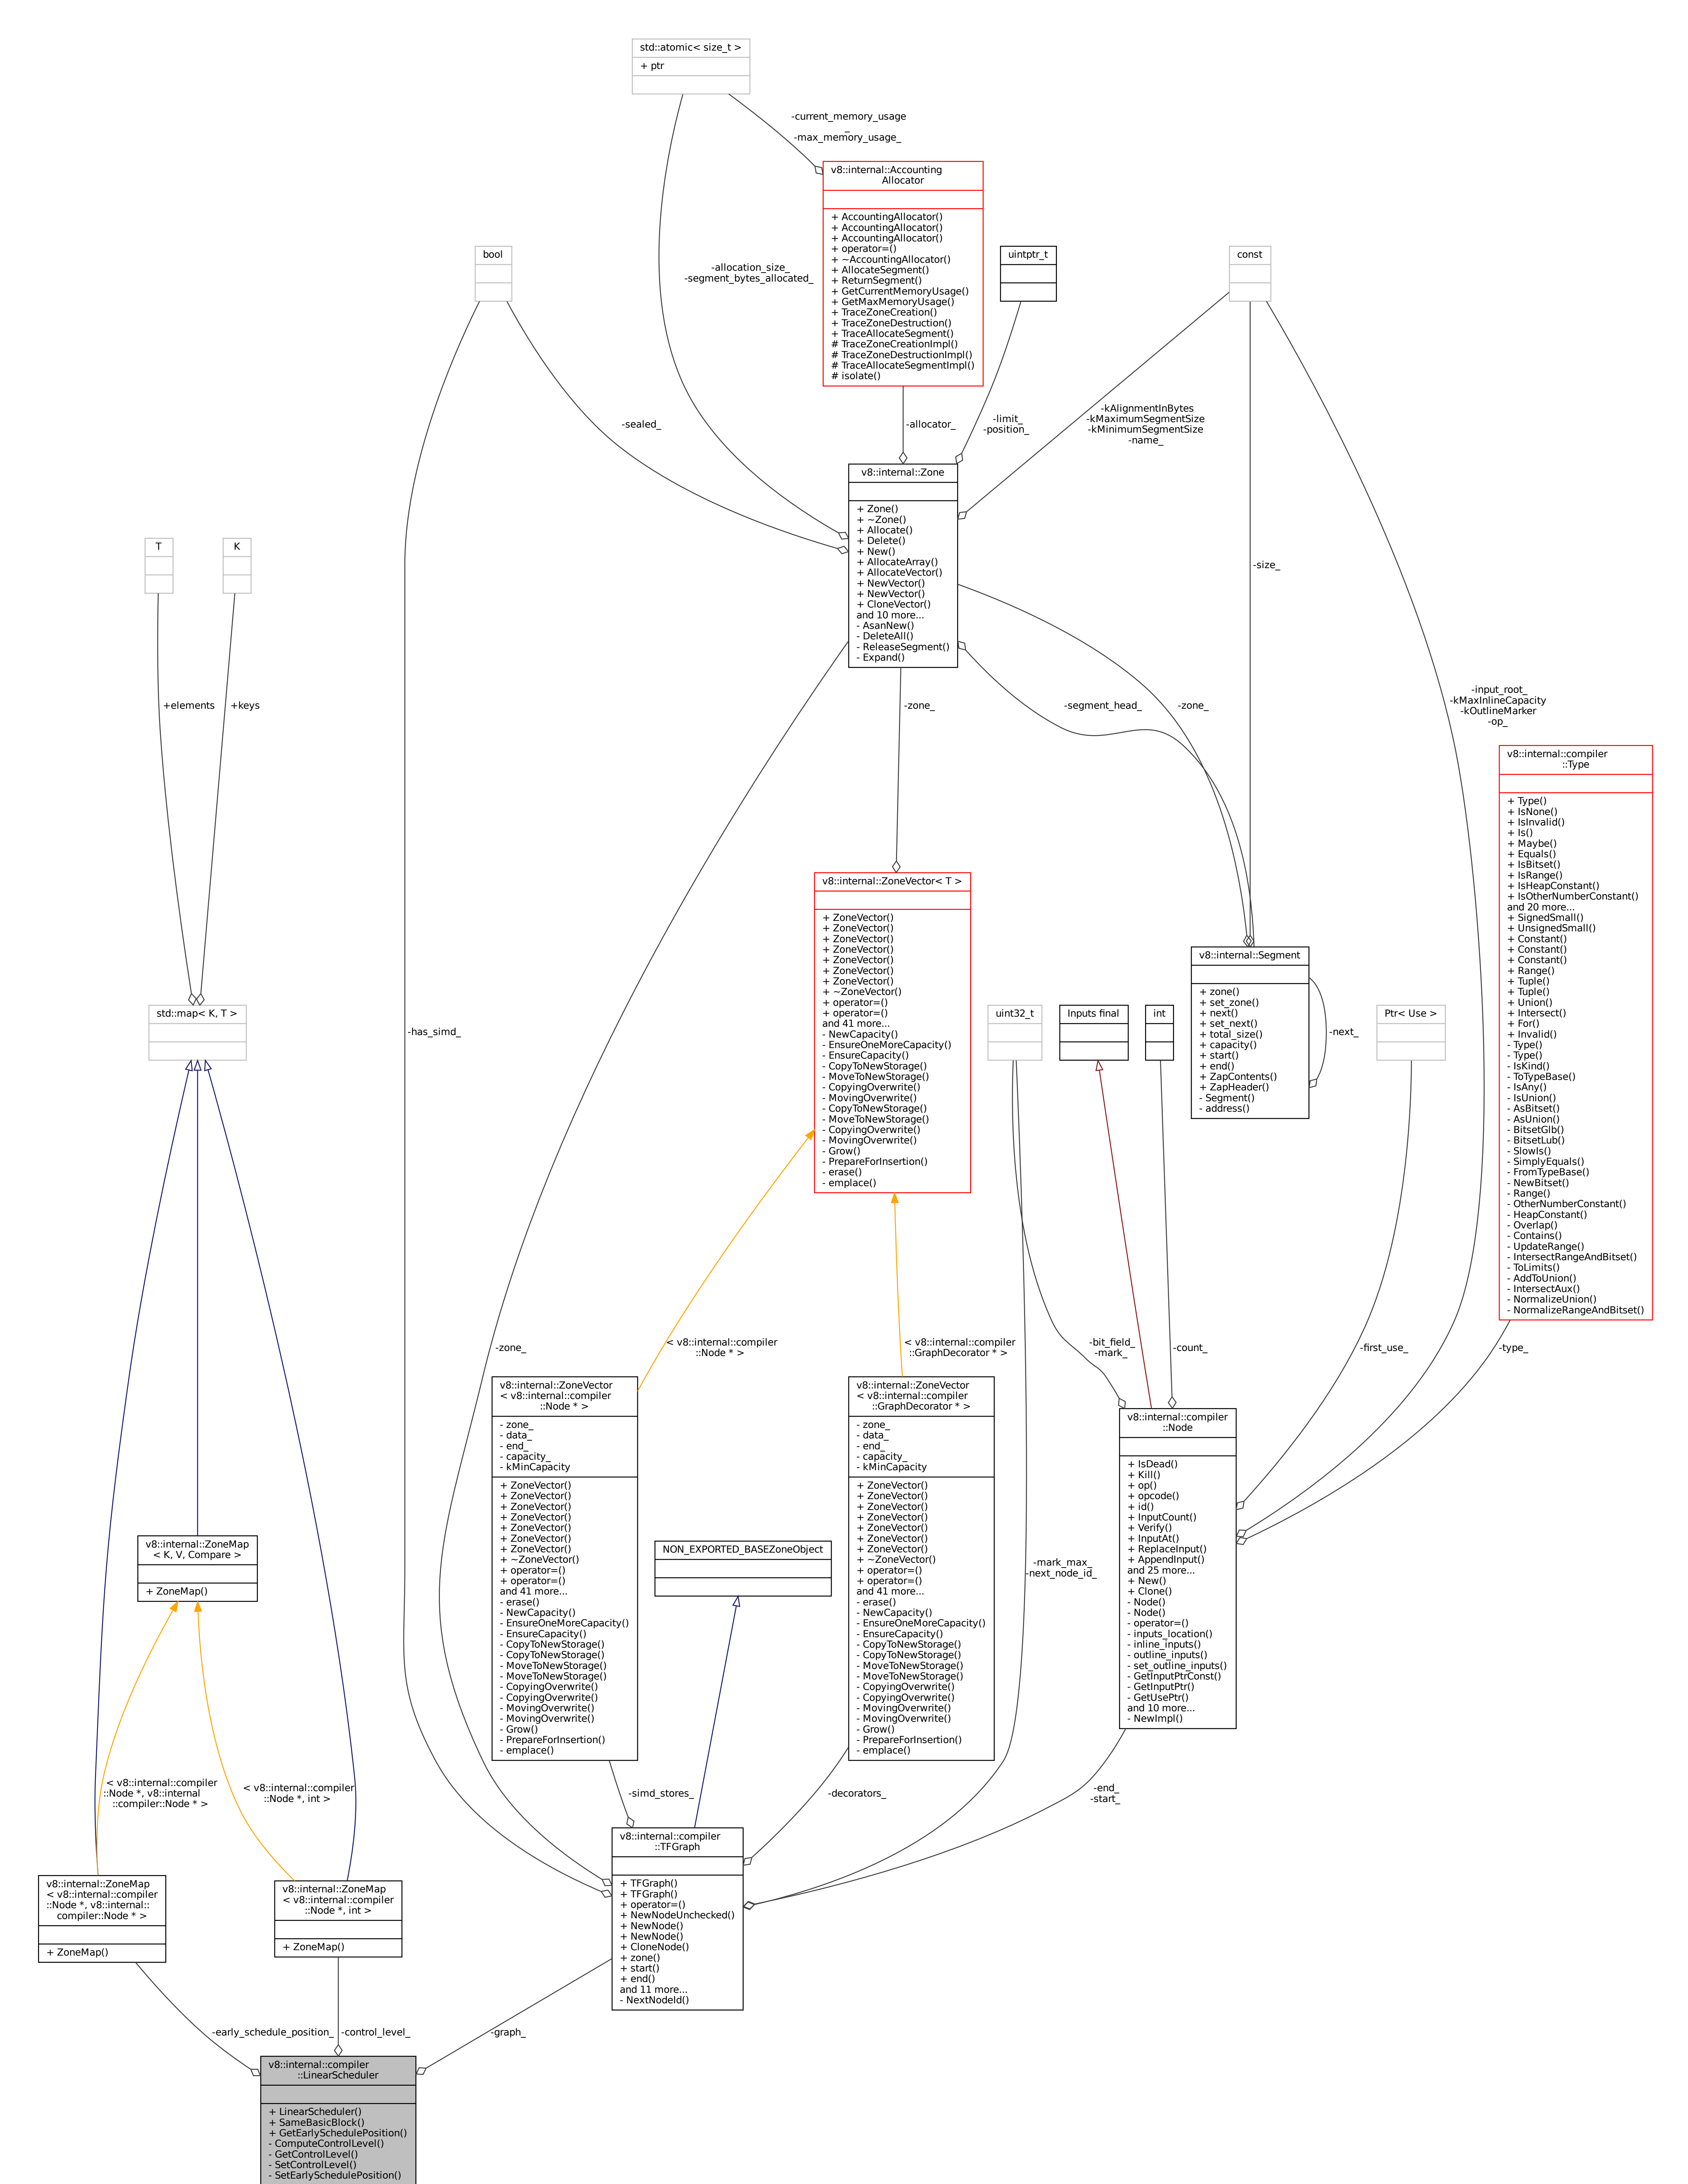 std::atomic< size_t >
+ ptr
-current_memory_usage
_
-max_memory_usage_
v8::internal::Accounting
Allocator
+ AccountingAllocator()
+ AccountingAllocator()
+ AccountingAllocator()
+ operator=()
+ ~AccountingAllocator()
+ AllocateSegment()
+ ReturnSegment()
+ GetCurrentMemoryUsage()
+ GetMaxMemoryUsage()
+ TraceZoneCreation()
+ TraceZoneDestruction()
+ TraceAllocateSegment()
# TraceZoneCreationImpl()
# TraceZoneDestructionImpl()
# TraceAllocateSegmentImpl()
# isolate()
bool
-allocation_size_
-segment_bytes_allocated_
uintptr_t
const
-sealed_
-allocator_
-limit_
-position_
-kAlignmentInBytes
-kMaximumSegmentSize
-kMinimumSegmentSize
-name_
v8::internal::Zone
+ Zone()
+ ~Zone()
+ Allocate()
+ Delete()
+ New()
+ AllocateArray()
+ AllocateVector()
+ NewVector()
+ NewVector()
+ CloneVector()
and 10 more...
- AsanNew()
- DeleteAll()
- ReleaseSegment()
- Expand()
-size_
T
K
+elements
+keys
-zone_
-segment_head_
-zone_
-input_root_
-kMaxInlineCapacity
-kOutlineMarker
-op_
v8::internal::compiler
::Type
+ Type()
+ IsNone()
+ IsInvalid()
+ Is()
+ Maybe()
+ Equals()
+ IsBitset()
+ IsRange()
+ IsHeapConstant()
+ IsOtherNumberConstant()
and 20 more...
+ SignedSmall()
+ UnsignedSmall()
+ Constant()
+ Constant()
+ Constant()
+ Range()
+ Tuple()
+ Tuple()
+ Union()
+ Intersect()
+ For()
+ Invalid()
- Type()
- Type()
- IsKind()
- ToTypeBase()
- IsAny()
- IsUnion()
- AsBitset()
- AsUnion()
- BitsetGlb()
- BitsetLub()
- SlowIs()
- SimplyEquals()
- FromTypeBase()
- NewBitset()
- Range()
- OtherNumberConstant()
- HeapConstant()
- Overlap()
- Contains()
- UpdateRange()
- IntersectRangeAndBitset()
- ToLimits()
- AddToUnion()
- IntersectAux()
- NormalizeUnion()
- NormalizeRangeAndBitset()
v8::internal::ZoneVector< T >
+ ZoneVector()
+ ZoneVector()
+ ZoneVector()
+ ZoneVector()
+ ZoneVector()
+ ZoneVector()
+ ZoneVector()
+ ~ZoneVector()
+ operator=()
+ operator=()
and 41 more...
- NewCapacity()
- EnsureOneMoreCapacity()
- EnsureCapacity()
- CopyToNewStorage()
- MoveToNewStorage()
- CopyingOverwrite()
- MovingOverwrite()
- CopyToNewStorage()
- MoveToNewStorage()
- CopyingOverwrite()
- MovingOverwrite()
- Grow()
- PrepareForInsertion()
- erase()
- emplace()
v8::internal::Segment
+ zone()
+ set_zone()
+ next()
+ set_next()
+ total_size()
+ capacity()
+ start()
+ end()
+ ZapContents()
+ ZapHeader()
- Segment()
- address()
-next_
std::map< K, T >
-has_simd_
uint32_t
Inputs final
int
Ptr< Use >
-zone_
< v8::internal::compiler
::Node * >
< v8::internal::compiler
::GraphDecorator * >
-bit_field_
-mark_
-count_
-first_use_
-type_
v8::internal::ZoneVector
< v8::internal::compiler
::Node * >
- zone_
- data_
- end_
- capacity_
- kMinCapacity
+ ZoneVector()
+ ZoneVector()
+ ZoneVector()
+ ZoneVector()
+ ZoneVector()
+ ZoneVector()
+ ZoneVector()
+ ~ZoneVector()
+ operator=()
+ operator=()
and 41 more...
- erase()
- NewCapacity()
- EnsureOneMoreCapacity()
- EnsureCapacity()
- CopyToNewStorage()
- CopyToNewStorage()
- MoveToNewStorage()
- MoveToNewStorage()
- CopyingOverwrite()
- CopyingOverwrite()
- MovingOverwrite()
- MovingOverwrite()
- Grow()
- PrepareForInsertion()
- emplace()
v8::internal::ZoneVector
< v8::internal::compiler
::GraphDecorator * >
- zone_
- data_
- end_
- capacity_
- kMinCapacity
+ ZoneVector()
+ ZoneVector()
+ ZoneVector()
+ ZoneVector()
+ ZoneVector()
+ ZoneVector()
+ ZoneVector()
+ ~ZoneVector()
+ operator=()
+ operator=()
and 41 more...
- erase()
- NewCapacity()
- EnsureOneMoreCapacity()
- EnsureCapacity()
- CopyToNewStorage()
- CopyToNewStorage()
- MoveToNewStorage()
- MoveToNewStorage()
- CopyingOverwrite()
- CopyingOverwrite()
- MovingOverwrite()
- MovingOverwrite()
- Grow()
- PrepareForInsertion()
- emplace()
v8::internal::compiler
::Node
+ IsDead()
+ Kill()
+ op()
+ opcode()
+ id()
+ InputCount()
+ Verify()
+ InputAt()
+ ReplaceInput()
+ AppendInput()
and 25 more...
+ New()
+ Clone()
- Node()
- Node()
- operator=()
- inputs_location()
- inline_inputs()
- outline_inputs()
- set_outline_inputs()
- GetInputPtrConst()
- GetInputPtr()
- GetUsePtr()
and 10 more...
- NewImpl()
v8::internal::ZoneMap
< K, V, Compare >
+ ZoneMap()
NON_EXPORTED_BASEZoneObject
-mark_max_
-next_node_id_
< v8::internal::compiler
::Node *, v8::internal
::compiler::Node * >
< v8::internal::compiler
::Node *, int >
-simd_stores_
-decorators_
-end_
-start_
v8::internal::compiler
::TFGraph
+ TFGraph()
+ TFGraph()
+ operator=()
+ NewNodeUnchecked()
+ NewNode()
+ NewNode()
+ CloneNode()
+ zone()
+ start()
+ end()
and 11 more...
- NextNodeId()
v8::internal::ZoneMap
< v8::internal::compiler
::Node *, v8::internal::
compiler::Node * >
+ ZoneMap()
v8::internal::ZoneMap
< v8::internal::compiler
::Node *, int >
+ ZoneMap()
-early_schedule_position_
-control_level_
-graph_
v8::internal::compiler
::LinearScheduler
+ LinearScheduler()
+ SameBasicBlock()
+ GetEarlySchedulePosition()
- ComputeControlLevel()
- GetControlLevel()
- SetControlLevel()
- SetEarlySchedulePosition()